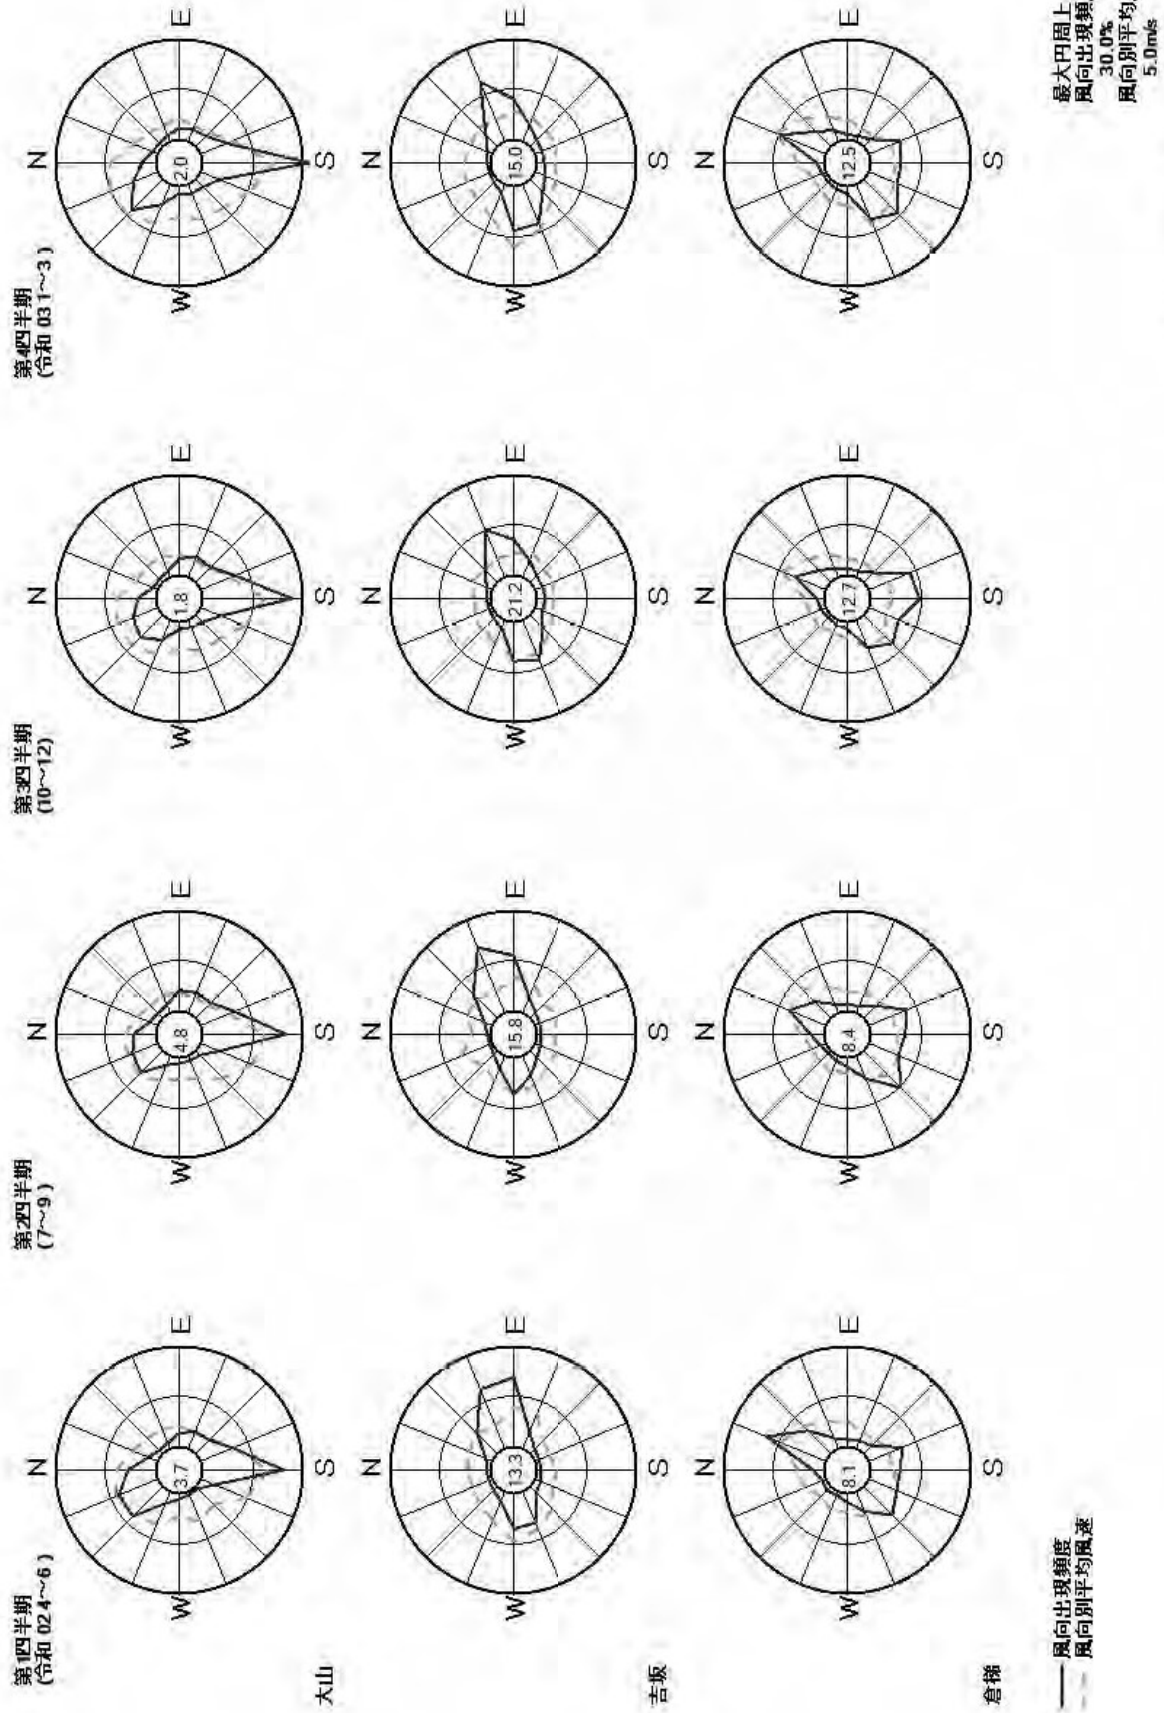 第1四半期 第2四半期 第3四半期 第4四半期
(令和 02 4～6) (7～9) (10～12) (令和 03 1～3)
N N N N
W 3.7 E W 4.8 E W 1.8 E W 2.0 E
大山 S S S S
N N N N
W 13.3 E W 15.8 E W 21.2 E W 15.0 E
吉坂 S S S S
N N N N
W 8.1 E W 8.4 E W 12.7 E W 12.5 E
倉梯 S S S S
風向出現頻度
風向別平均風速
最大円周上
風向出現頻
30.0%
風向別平均
5.0m/s